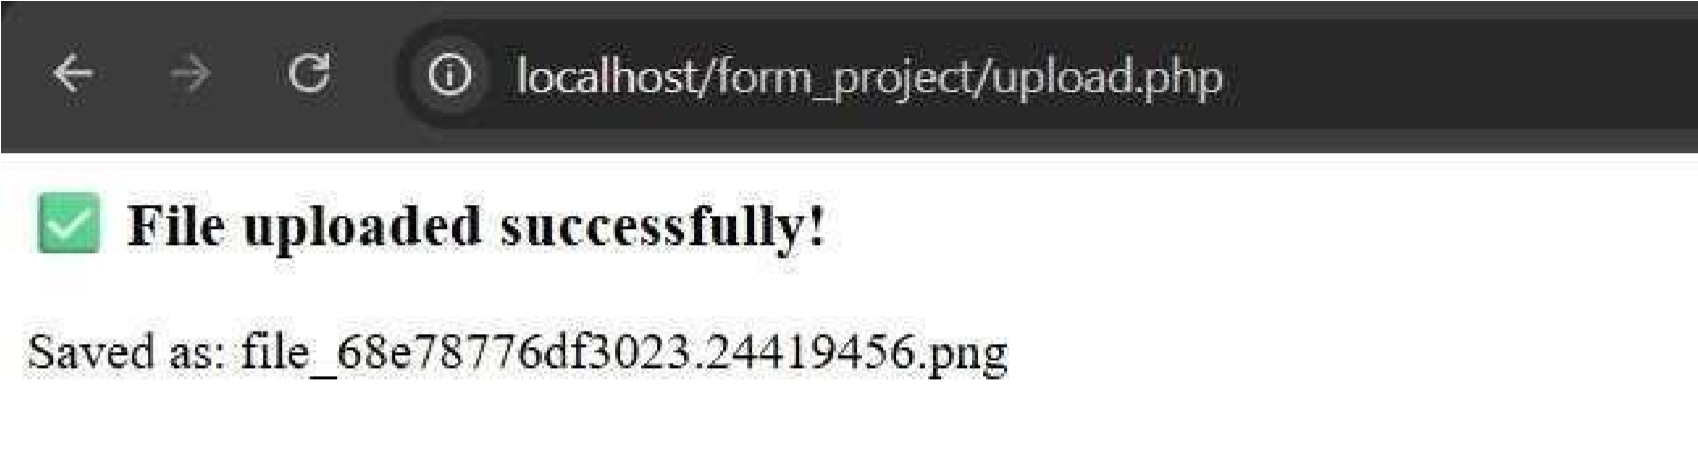 localhost/form_project/upload.php
✅ File uploaded successfully!
Saved as: file_68e78776df3023.24419456.png